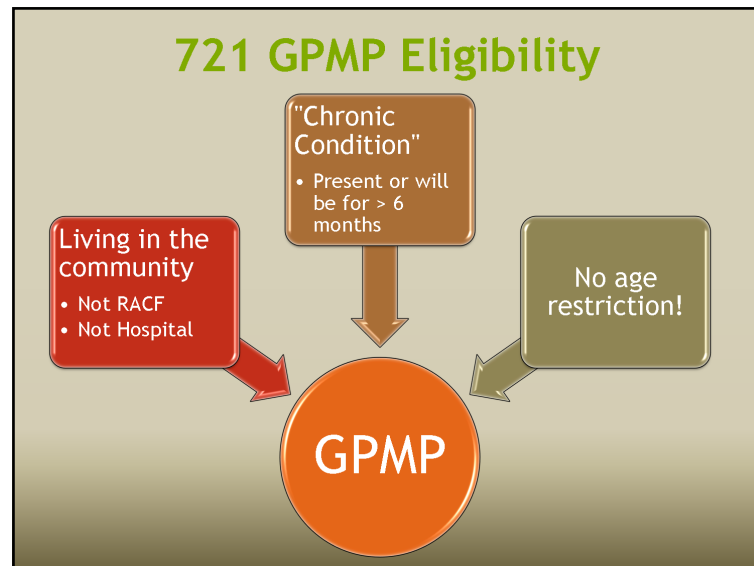 721 GPMP Eligibility
"Chronic
Condition"
• Present or will
be for > 6
months
Living in the
community
• Not RACF
• Not Hospital
No age
restriction!
GPMP